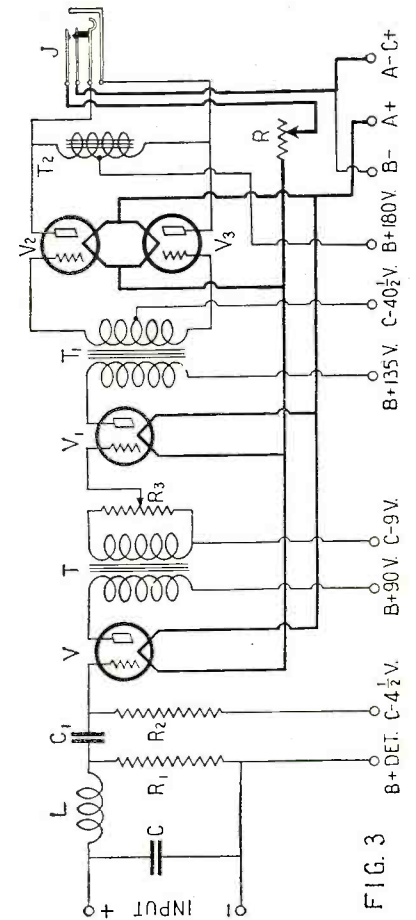 + INPUT -
L
C
C1
R1
R2
V
T
R3
V1
T1
V2
V3
T2
J
R
B+DET.
C-4½V.
B+90V.
C-9V.
B+135V.
C-40½V.
B+180V.
B-
A+
A-C+
FIG. 3